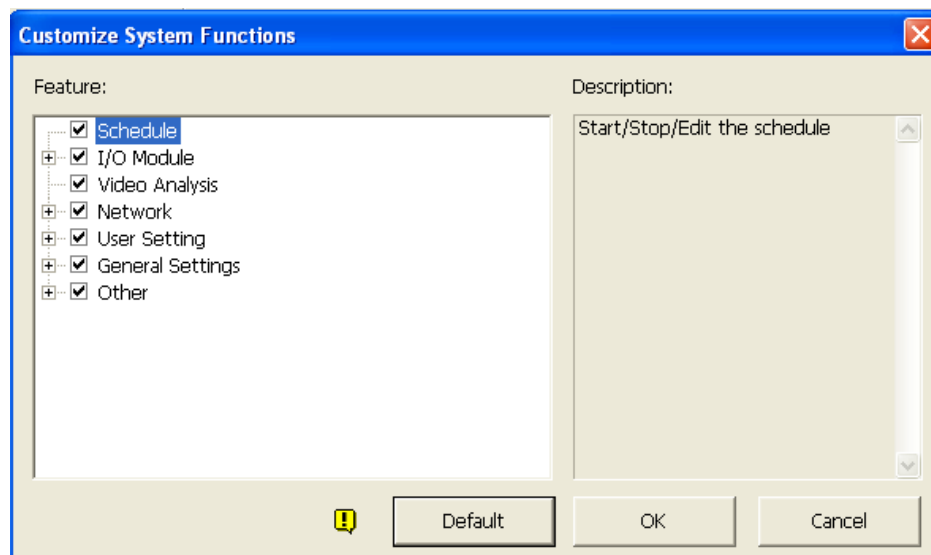 Customize System Functions
Feature:
Description:
Schedule
I/O Module
Video Analysis
Network
User Setting
General Settings
Other
Start/Stop/Edit the schedule
Default
OK
Cancel